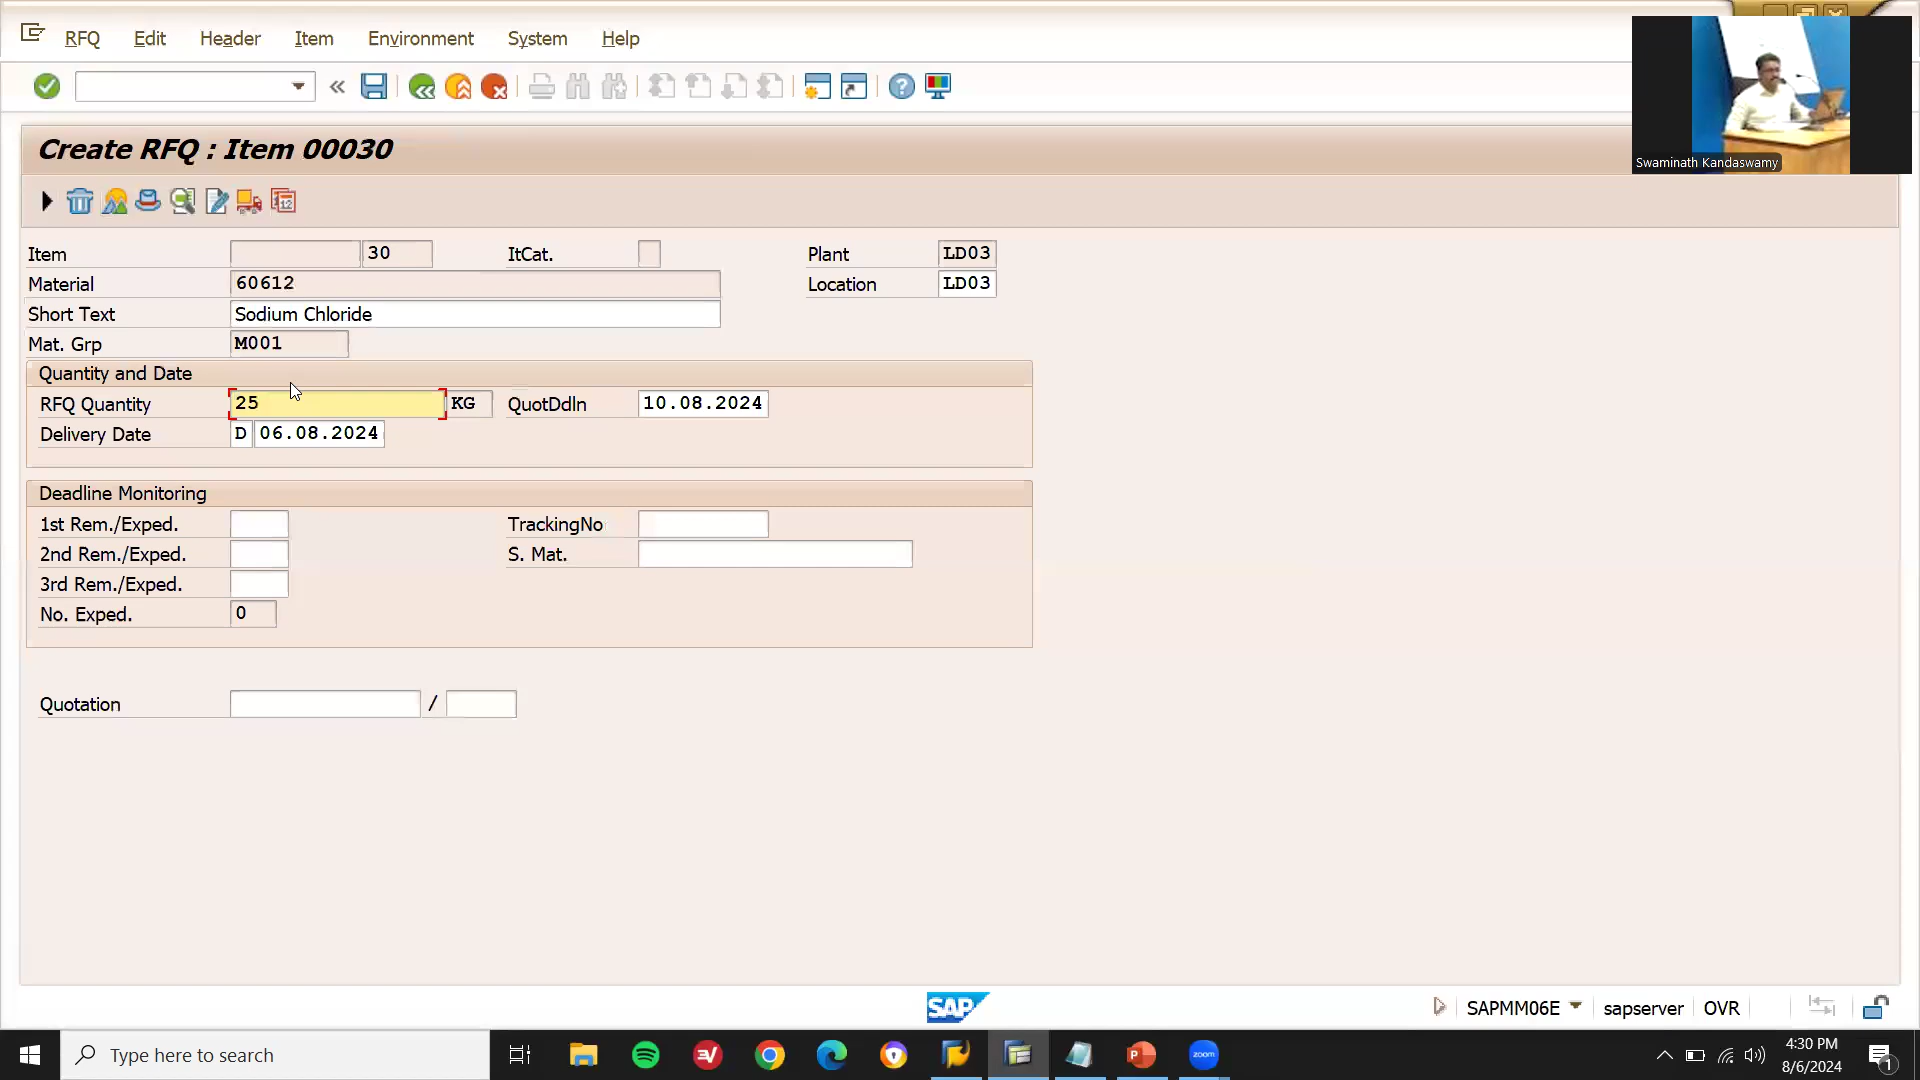 RFQ Edit Header Item Environment System Help
Swaminath Kandaswamy
Create RFQ : Item 00030
Item 30 ItCat. Plant LD03
Material 60612 Location LD03
Short Text Sodium Chloride
Mat. Grp M001
Quantity and Date
RFQ Quantity 25 KG QuotDdln 10.08.2024
Delivery Date D 06.08.2024
Deadline Monitoring
1st Rem./Exped. TrackingNo
2nd Rem./Exped. S. Mat.
3rd Rem./Exped.
No. Exped. 0
Quotation /
SAP SAPMM06E sapserver OVR
Type here to search
zoom
4:30 PM
8/6/2024
1